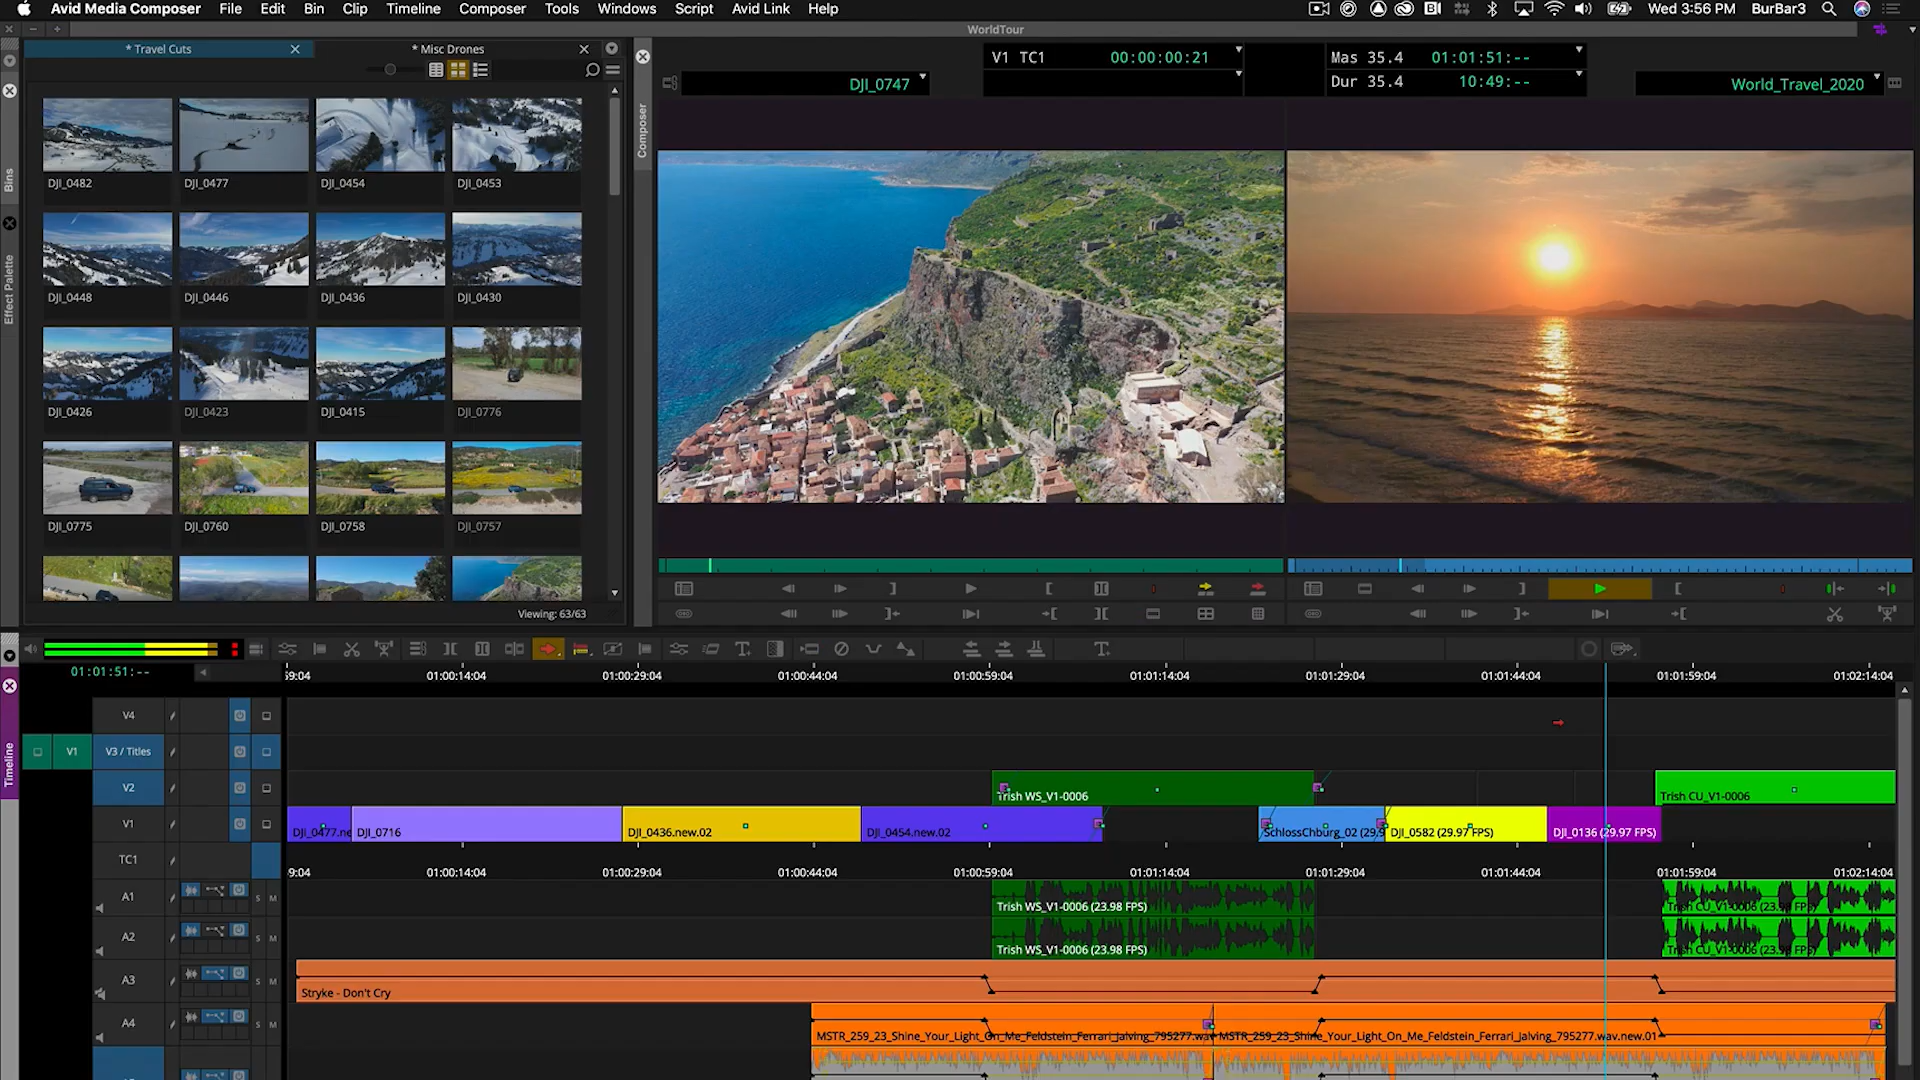 Avid Media Composer File Edit Bin Clip Timeline Composer Tools Windows Script Avid Link Help Wed 3:56 PM BurBar3
WorldTour
* Travel Cuts * Misc Drones
V1 TC1 00:00:00:21 Mas 35.4 01:01:51:--
DJI_0747 Dur 35.4 10:49:-- World_Travel_2020
Composer
Bins
Effect Palette
DJI_0482 DJI_0477 DJI_0454 DJI_0453
DJI_0448 DJI_0446 DJI_0436 DJI_0430
DJI_0426 DJI_0423 DJI_0415 DJI_0776
DJI_0775 DJI_0760 DJI_0758 DJI_0757
Viewing: 63/63
01:01:51:-- 59:04 01:00:14:04 01:00:29:04 01:00:44:04 01:00:59:04 01:01:14:04 01:01:29:04 01:01:44:04 01:01:59:04 01:02:14:04
Timeline
V4
V1 V3 / Titles
V2 Trish WS_V1-0006 Trish CU_V1-0006
V1 DJI_0477.ne DJI_0716 DJI_0436.new.02 DJI_0454.new.02 SchlossChburg_02 (29.9 DJI_0582 (29.97 FPS) DJI_0136 (29.97 FPS)
TC1 9:04 01:00:14:04 01:00:29:04 01:00:44:04 01:00:59:04 01:01:14:04 01:01:29:04 01:01:44:04 01:01:59:04 01:02:14:04
A1 S M Trish WS_V1-0006 (23.98 FPS) Trish CU_V1-0006 (23.98 FPS)
A2 S M Trish WS_V1-0006 (23.98 FPS) Trish CU_V1-0006 (23.98 FPS)
A3 S M Stryke - Don't Cry
A4 S M MSTR_259_23_Shine_Your_Light_On_Me_Feldstein_Ferrari_Jalving_795277.wav MSTR_259_23_Shine_Your_Light_On_Me_Feldstein_Ferrari_Jalving_795277.wav.new.01